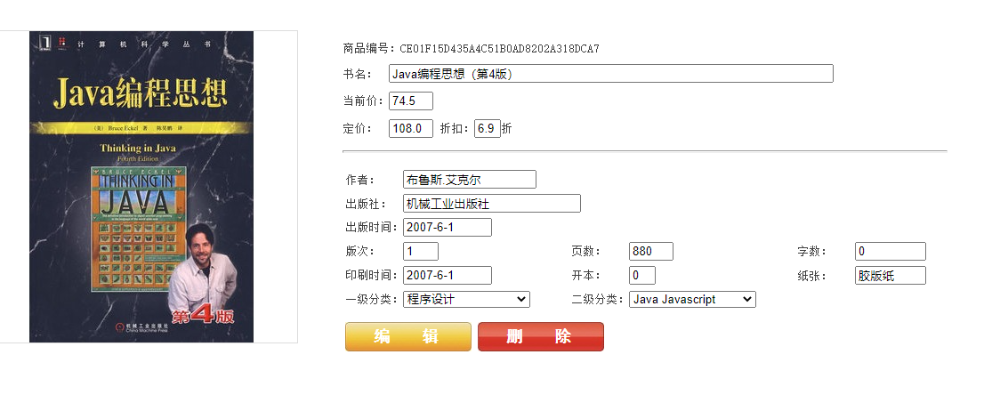 计算机科学丛书
Java编程思想
(美) Bruce Eckel 著 陈昊鹏 译
Thinking in Java
Fourth Edition
BRUCE ECKEL
THINKING IN
JAVA
第4版
机械工业出版社
China Machine Press
商品编号：CE01F15D435A4C51B0AD8202A318DCA7
书名： Java编程思想（第4版）
当前价：74.5
定价： 108.0 折扣：6.9折
作者： 布鲁斯.艾克尔
出版社： 机械工业出版社
出版时间：2007-6-1
版次： 1 页数： 880 字数： 0
印刷时间：2007-6-1 开本： 0 纸张： 胶版纸
一级分类：程序设计 二级分类：Java Javascript
编 辑 删 除